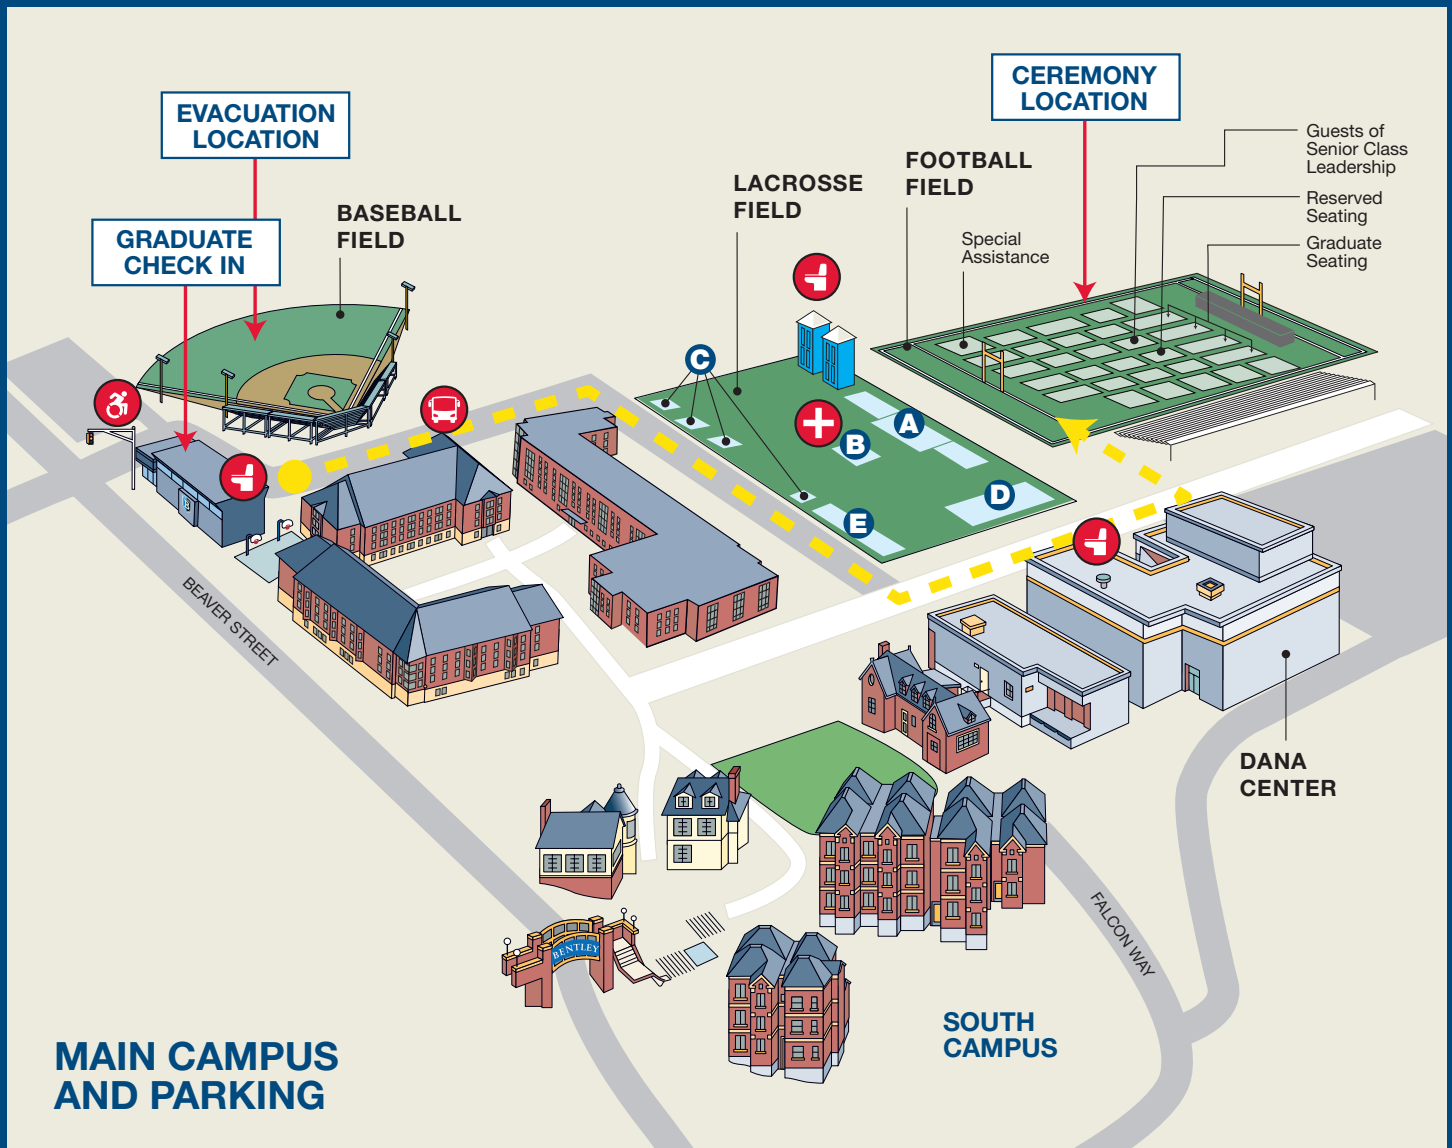 CEREMONY
LOCATION
EVACUATION
LOCATION
GRADUATE
CHECK IN
BASEBALL
FIELD
LACROSSE
FIELD
FOOTBALL
FIELD
Special
Assistance
Guests of
Senior Class
Leadership
Reserved
Seating
Graduate
Seating
C
A
B
D
E
BEAVER STREET
DANA
CENTER
FALCON WAY
BENTLEY
SOUTH
CAMPUS
MAIN CAMPUS
AND PARKING